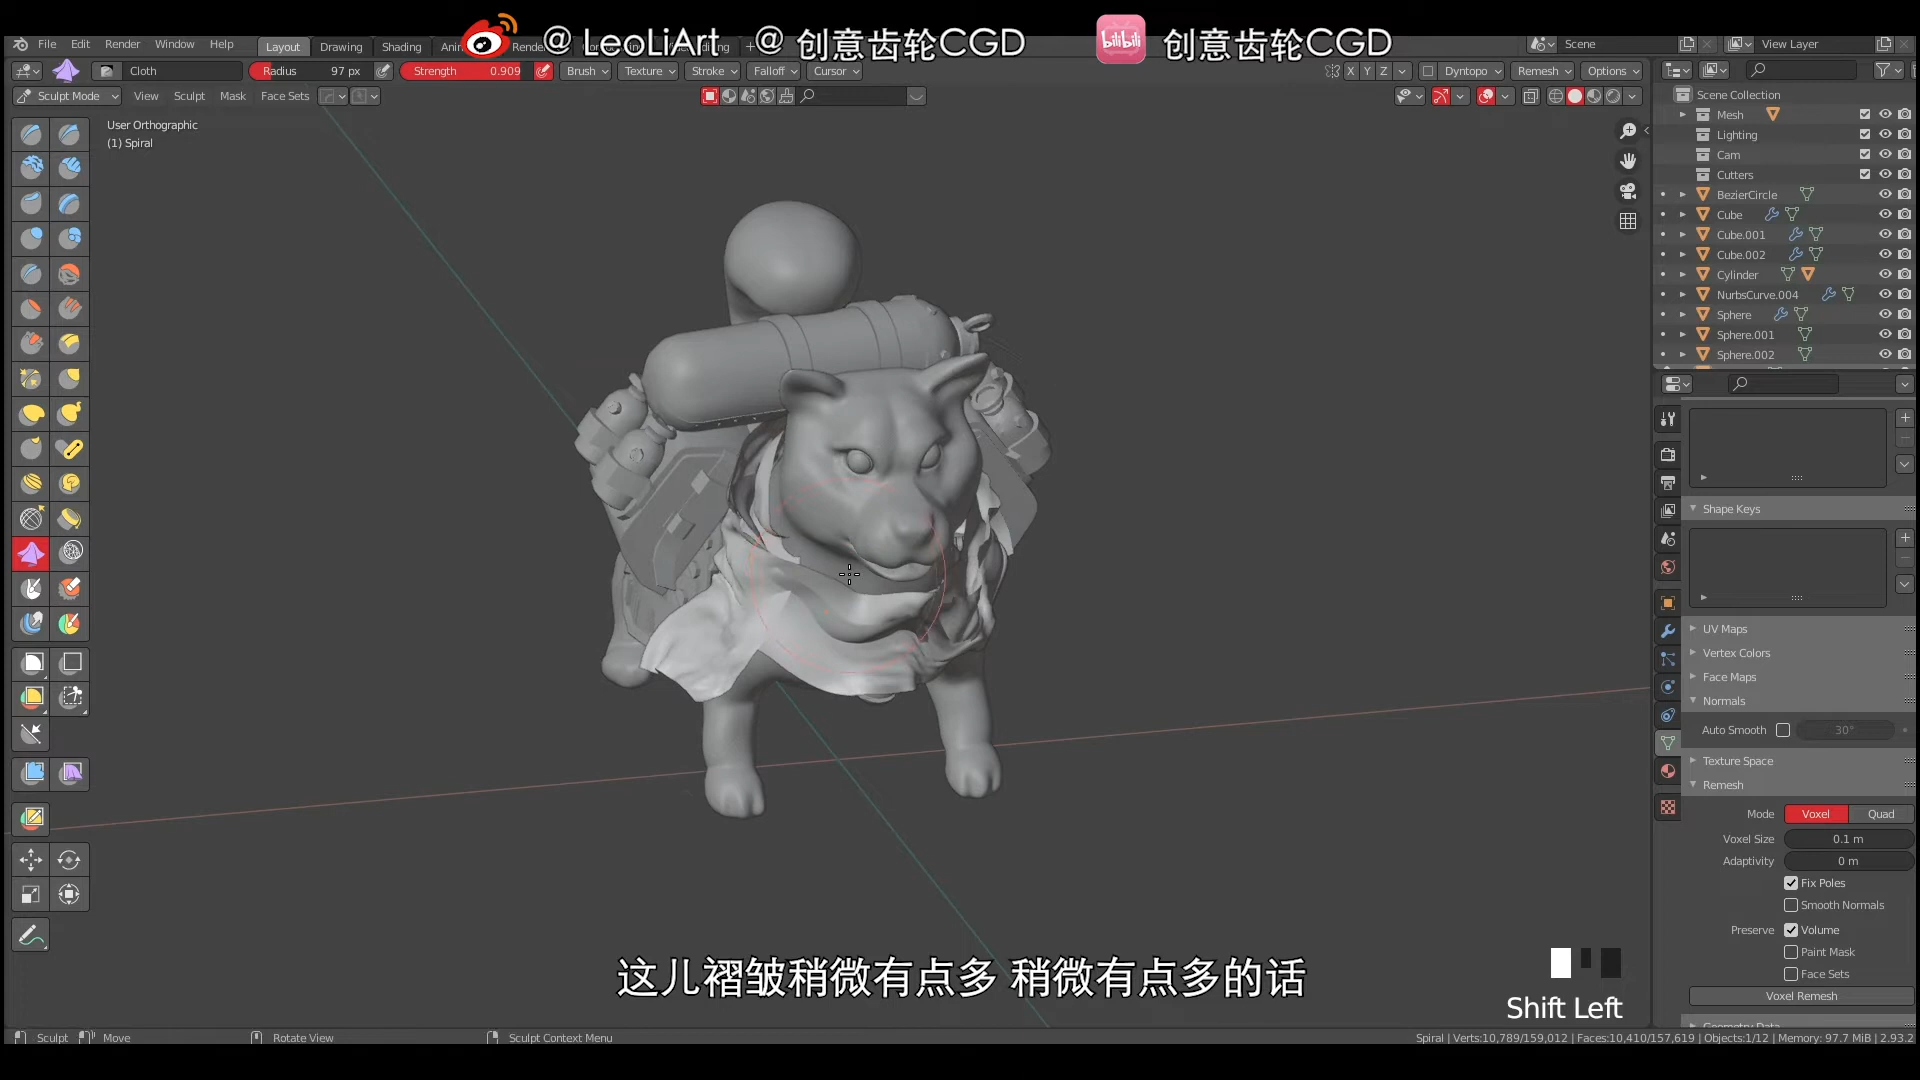 @ LeoLiArt @ 创意齿轮CGD bilibili 创意齿轮CGD
File Edit Render Window Help Layout Drawing Shading Scene View Layer
Cloth Radius 97 px Strength 0.909 Brush Texture Stroke Falloff Cursor X Y Z Dyntopo Remesh Options
Sculpt Mode View Sculpt Mask Face Sets
User Orthographic
(1) Spiral
Scene Collection
Mesh
Lighting
Cam
Cutters
BezierCircle
Cube
Cube.001
Cube.002
Cylinder
NurbsCurve.004
Sphere
Sphere.001
Sphere.002
Shape Keys
UV Maps
Vertex Colors
Face Maps
Normals
Auto Smooth 30°
Texture Space
Remesh
Mode Voxel Quad
Voxel Size 0.1 m
Adaptivity 0 m
Fix Poles
Smooth Normals
Preserve Volume
Paint Mask
Face Sets
Voxel Remesh
Geometry Data
这儿褶皱稍微有点多 稍微有点多的话
Shift Left
Sculpt Move Rotate View Sculpt Context Menu Spiral | Verts:10,789/159,012 | Faces:10,410/157,619 | Objects:1/12 | Memory: 97.7 MiB | 2.93.2